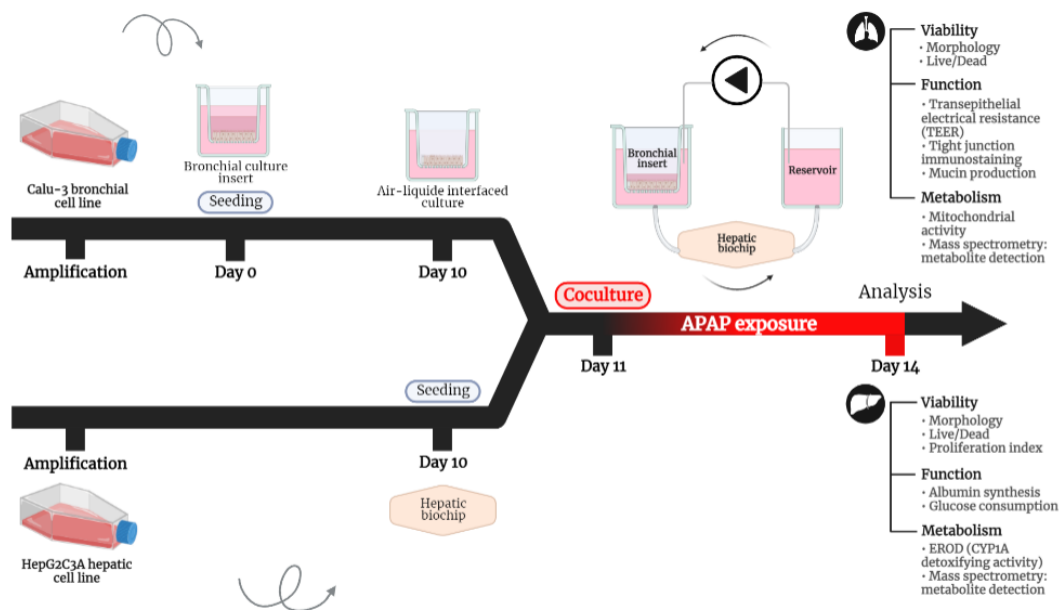 Calu-3 bronchial
cell line
Bronchial culture
insert
Seeding
Air-liquide interfaced
culture
Amplification
Day 0
Day 10
Bronchial
insert
Reservoir
Hepatic
biochip
Viability
• Morphology
• Live/Dead
Function
• Transepithelial
electrical resistance
(TEER)
• Tight junction
immunostaining
• Mucin production
Metabolism
• Mitochondrial
activity
• Mass spectrometry:
metabolite detection
Coculture
APAP exposure
Analysis
Day 11
Day 14
Seeding
Amplification
Day 10
HepG2C3A hepatic
cell line
Hepatic
biochip
Viability
• Morphology
• Live/Dead
• Proliferation index
Function
• Albumin synthesis
• Glucose consumption
Metabolism
• EROD (CYP1A
detoxifying activity)
• Mass spectrometry:
metabolite detection